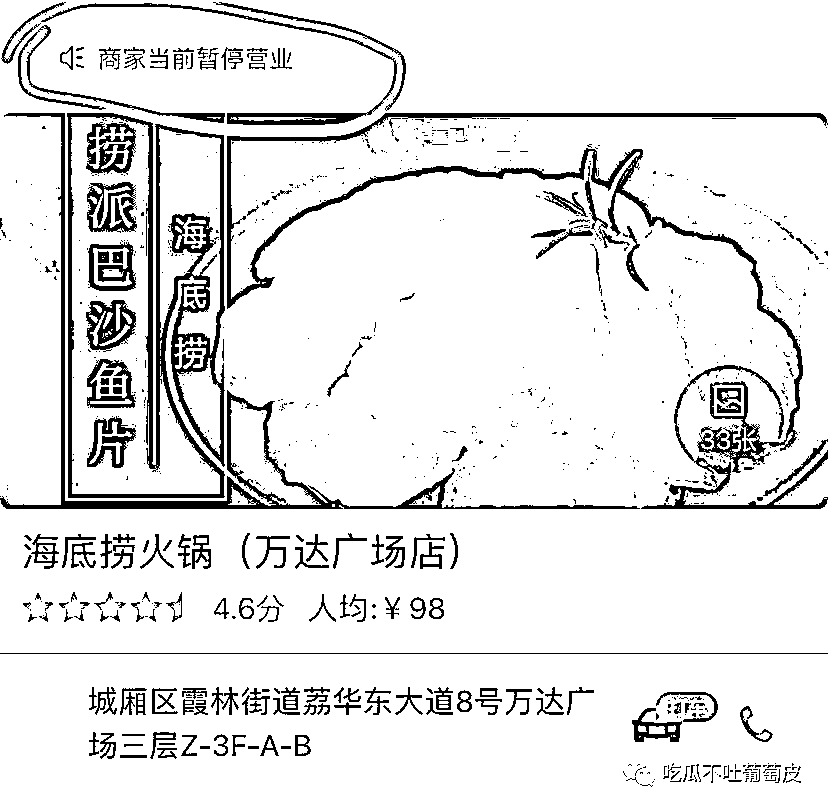 商家当前暂停营业
捞派巴沙鱼片
海底捞
33张
海底捞火锅（万达广场店）
4.6分 人均:￥98
城厢区霞林街道荔华东大道8号万达广
场三层Z-3F-A-B
打车
吃瓜不吐葡萄皮